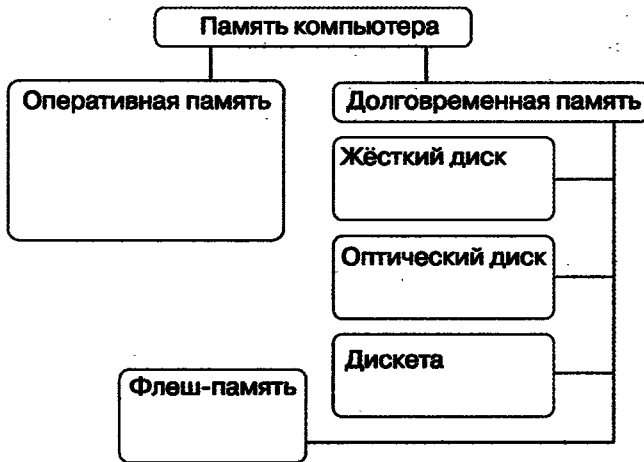 Память компьютера
Оперативная память
Долговременная память
Жёсткий диск
Оптический диск
Дискета
Флеш-память